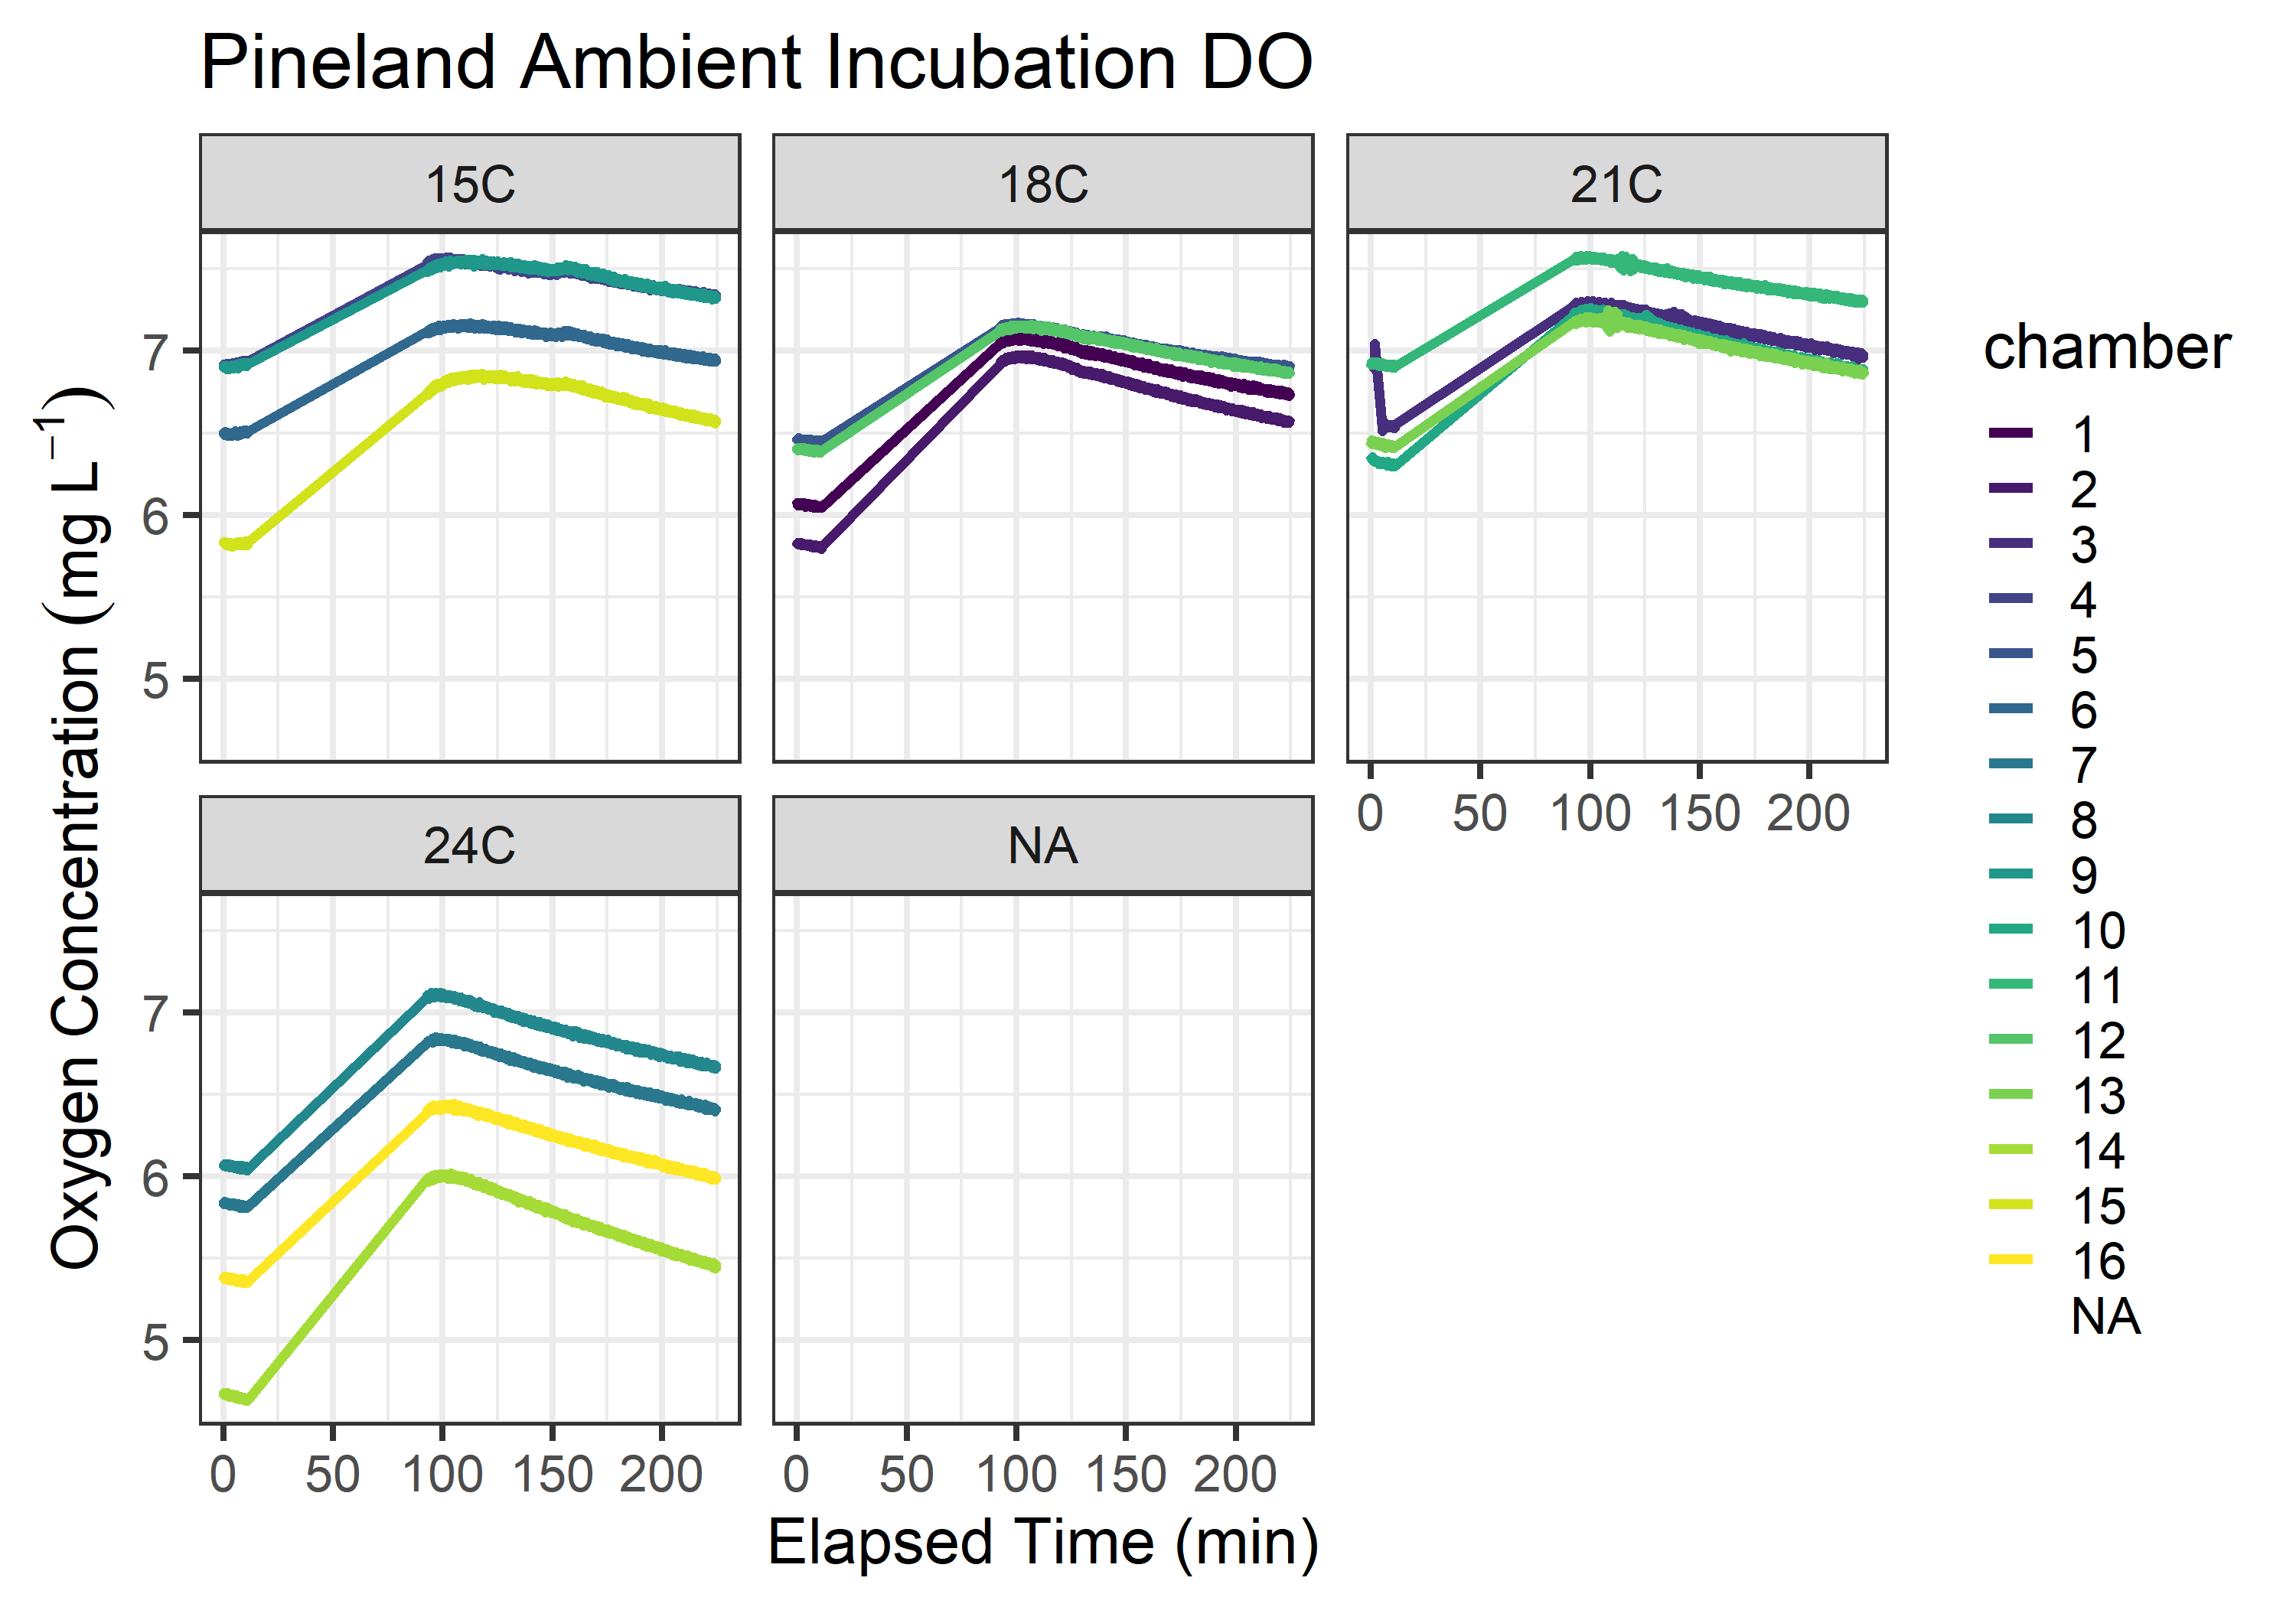 Pineland Ambient Incubation DO
15C
18C
21C
7
6
5
0 50 100 150 200
24C
NA
7
6
5
0 50 100 150 200
0 50 100 150 200
Elapsed Time (min)
Oxygen Concentration (mg L⁻¹)
chamber
1
2
3
4
5
6
7
8
9
10
11
12
13
14
15
16
NA